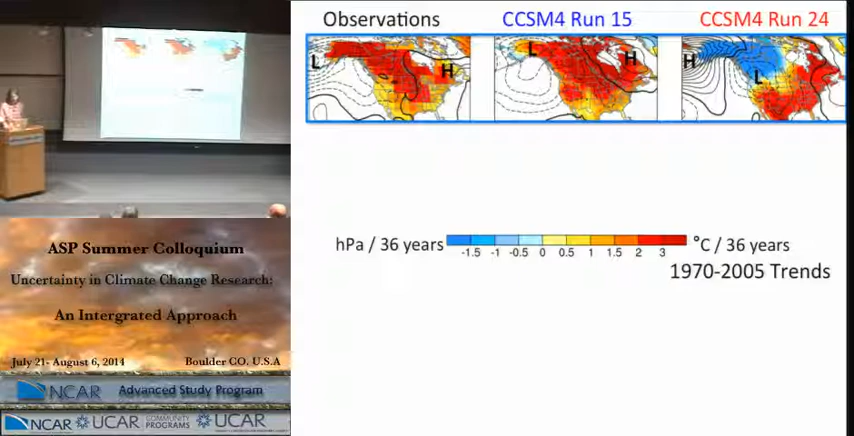 Observations
CCSM4 Run 15
CCSM4 Run 24
L
H
L
H
H
L
hPa / 36 years
-1.5 -1 -0.5 0 0.5 1 1.5 2 3
°C / 36 years
1970-2005 Trends
ASP Summer Colloquium
Uncertainty in Climate Change Research:
An Intergrated Approach
July 21- August 6, 2014
Boulder CO. U.S.A
NCAR Advanced Study Program
NCAR UCAR COMMUNITY PROGRAMS UCAR